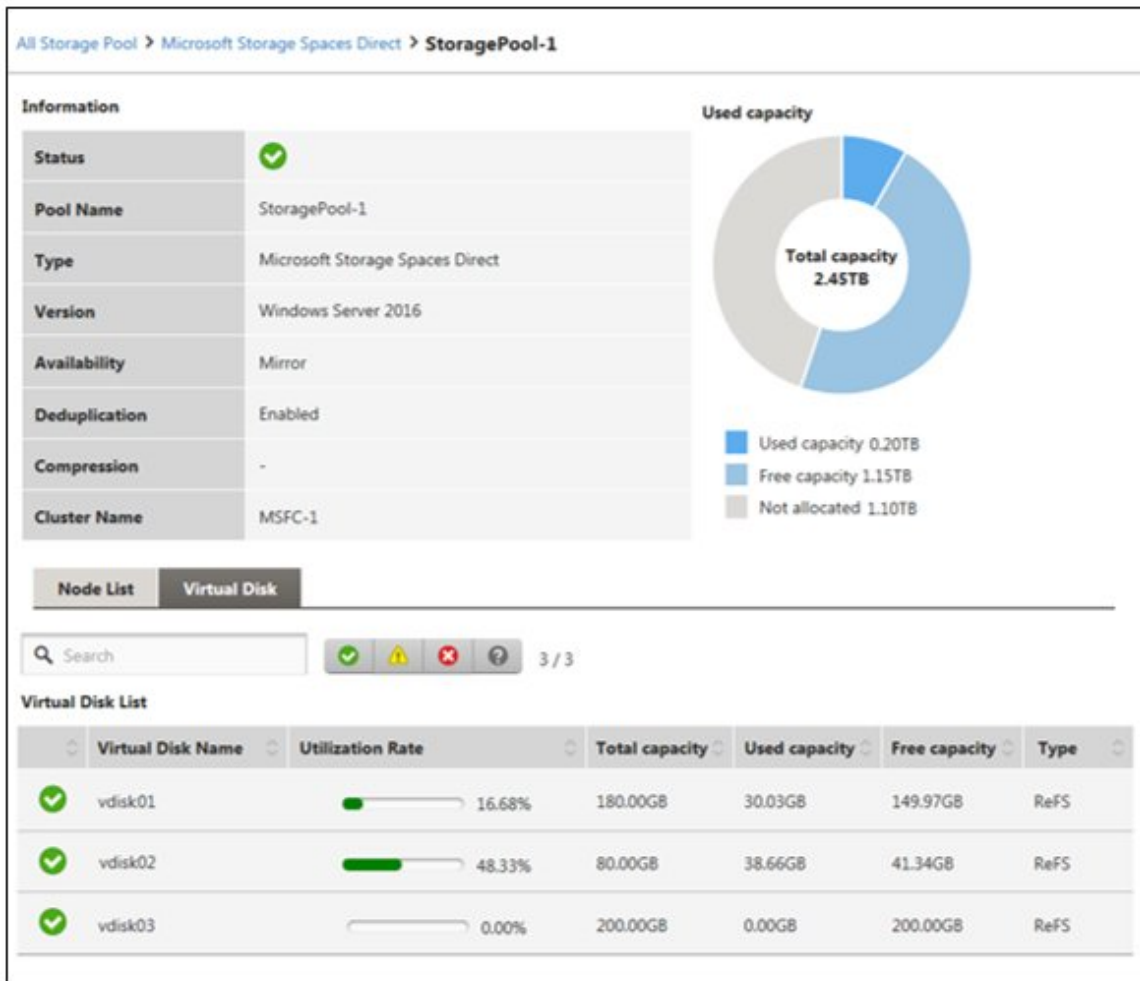 All Storage Pool > Microsoft Storage Spaces Direct > StoragePool-1
Information
Status
Pool Name StoragePool-1
Type Microsoft Storage Spaces Direct
Version Windows Server 2016
Availability Mirror
Deduplication Enabled
Compression -
Cluster Name MSFC-1
Used capacity
Total capacity
2.45TB
Used capacity 0.20TB
Free capacity 1.15TB
Not allocated 1.10TB
Node List Virtual Disk
Search 3 / 3
Virtual Disk List
Virtual Disk Name Utilization Rate Total capacity Used capacity Free capacity Type
vdisk01 16.68% 180.00GB 30.03GB 149.97GB ReFS
vdisk02 48.33% 80.00GB 38.66GB 41.34GB ReFS
vdisk03 0.00% 200.00GB 0.00GB 200.00GB ReFS